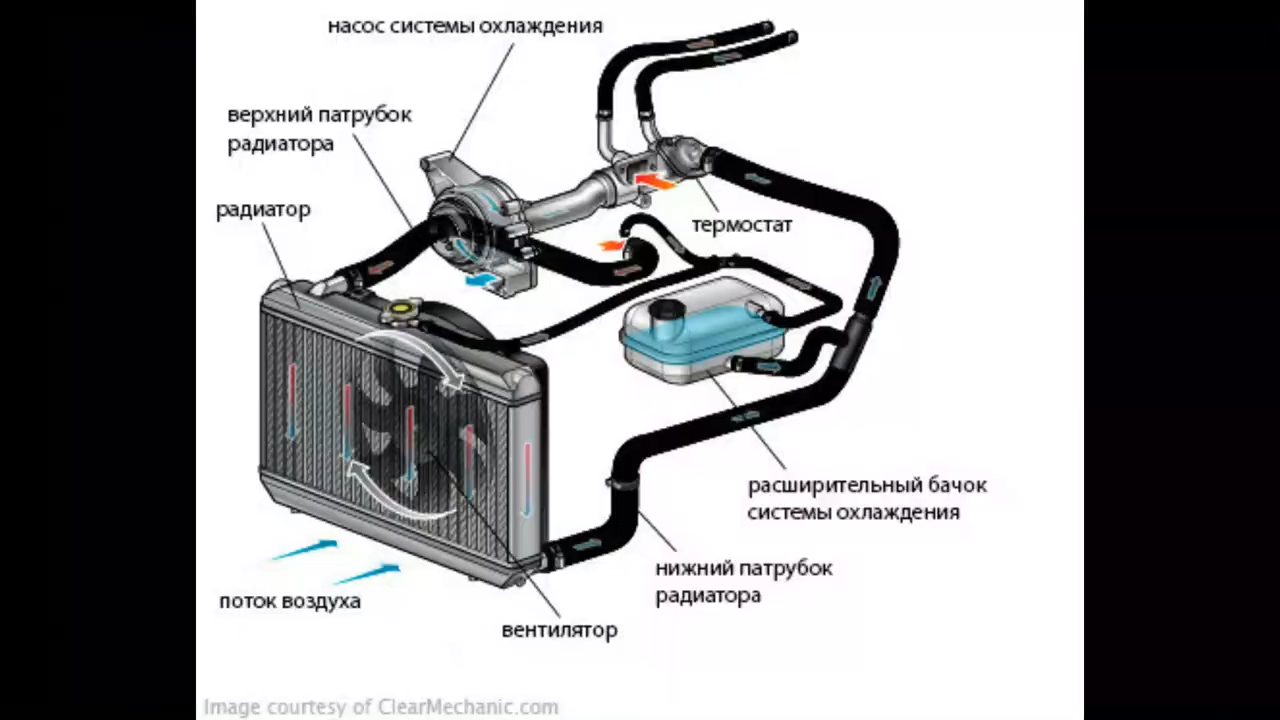 насос системы охлаждения
верхний патрубок
радиатора
радиатор
термостат
расширительный бачок
системы охлаждения
нижний патрубок
радиатора
поток воздуха
вентилятор
Image courtesy of ClearMechanic.com